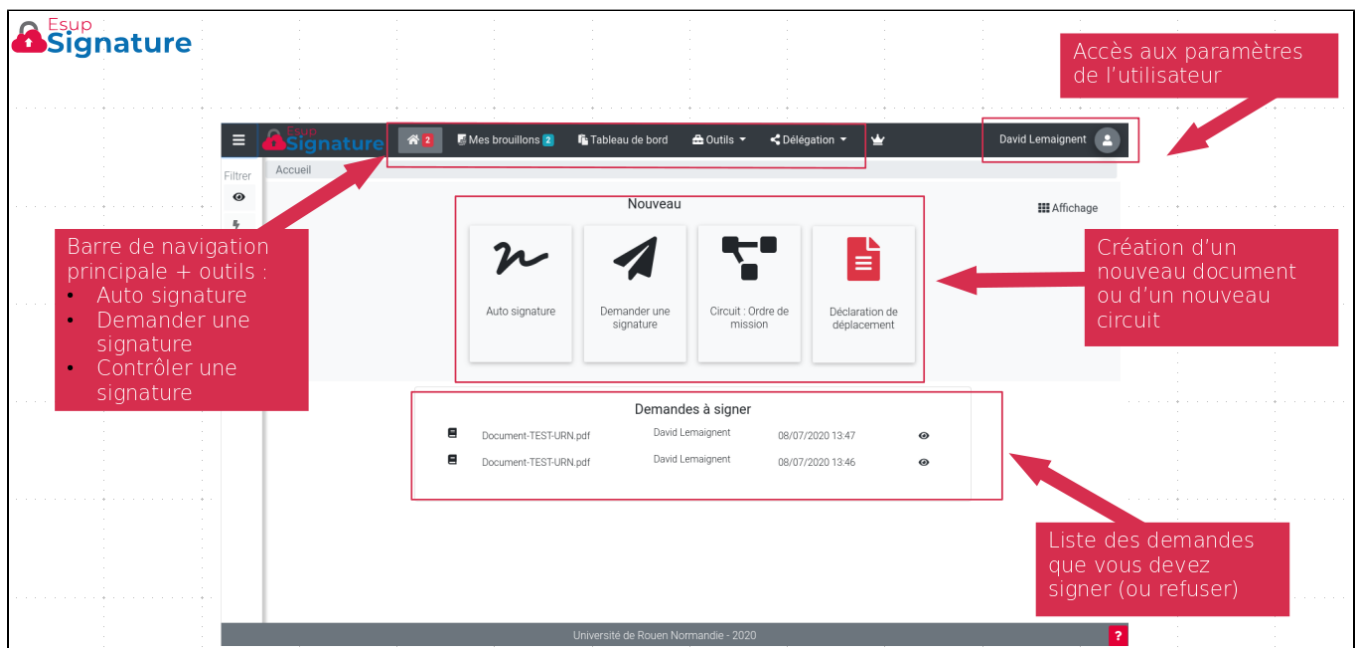 Esup
Signature
Accès aux paramètres
de l'utilisateur
Esup
Signature
2
Mes brouillons 2
Tableau de bord
Outils
Délégation
David Lemaignent
Filtrer
Accueil
Nouveau
Affichage
Barre de navigation
principale + outils :
• Auto signature
• Demander une
signature
• Contrôler une
signature
Auto signature
Demander une
signature
Circuit : Ordre de
mission
Déclaration de
déplacement
Création d'un
nouveau document
ou d'un nouveau
circuit
Demandes à signer
Document-TEST-URN.pdf David Lemaignent 08/07/2020 13:47
Document-TEST-URN.pdf David Lemaignent 08/07/2020 13:46
Liste des demandes
que vous devez
signer (ou refuser)
Université de Rouen Normandie - 2020
?